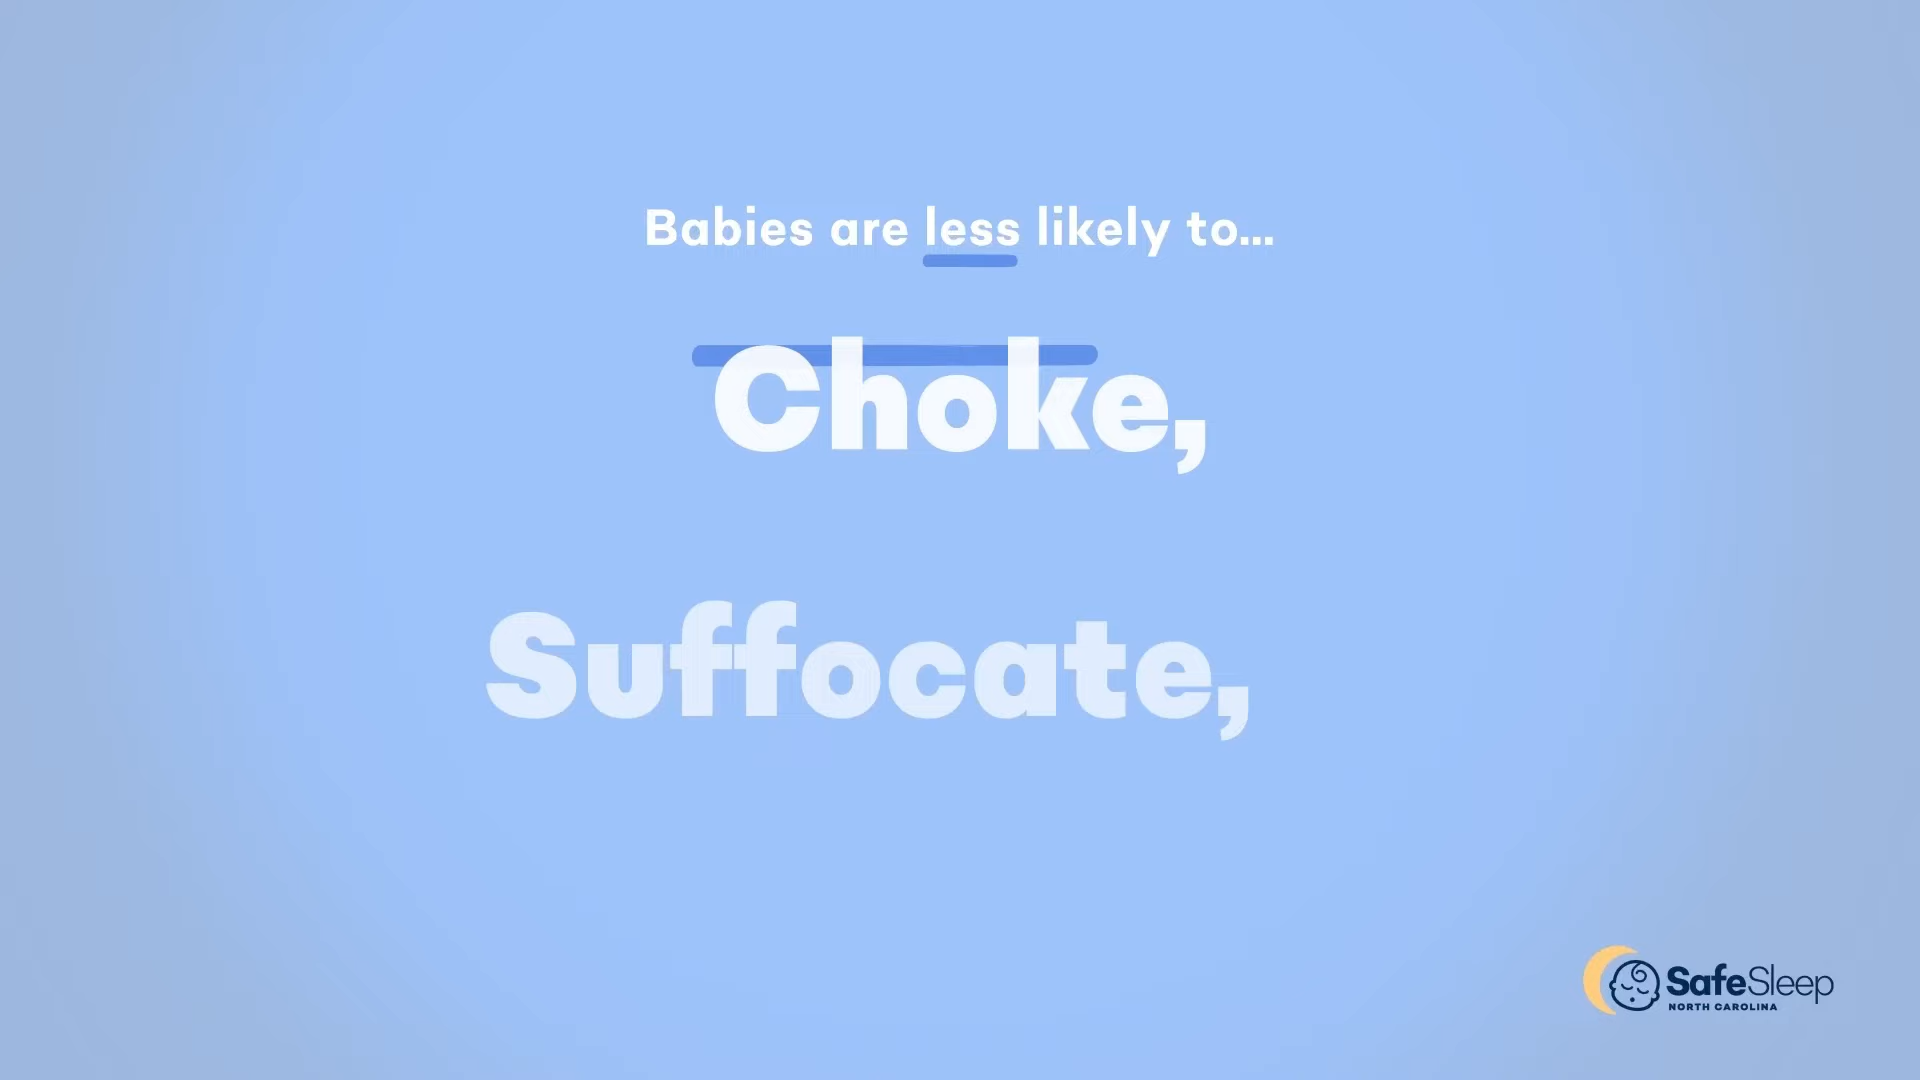 Babies are less likely to...
Choke,
Suffocate,
SafeSleep
NORTH CAROLINA